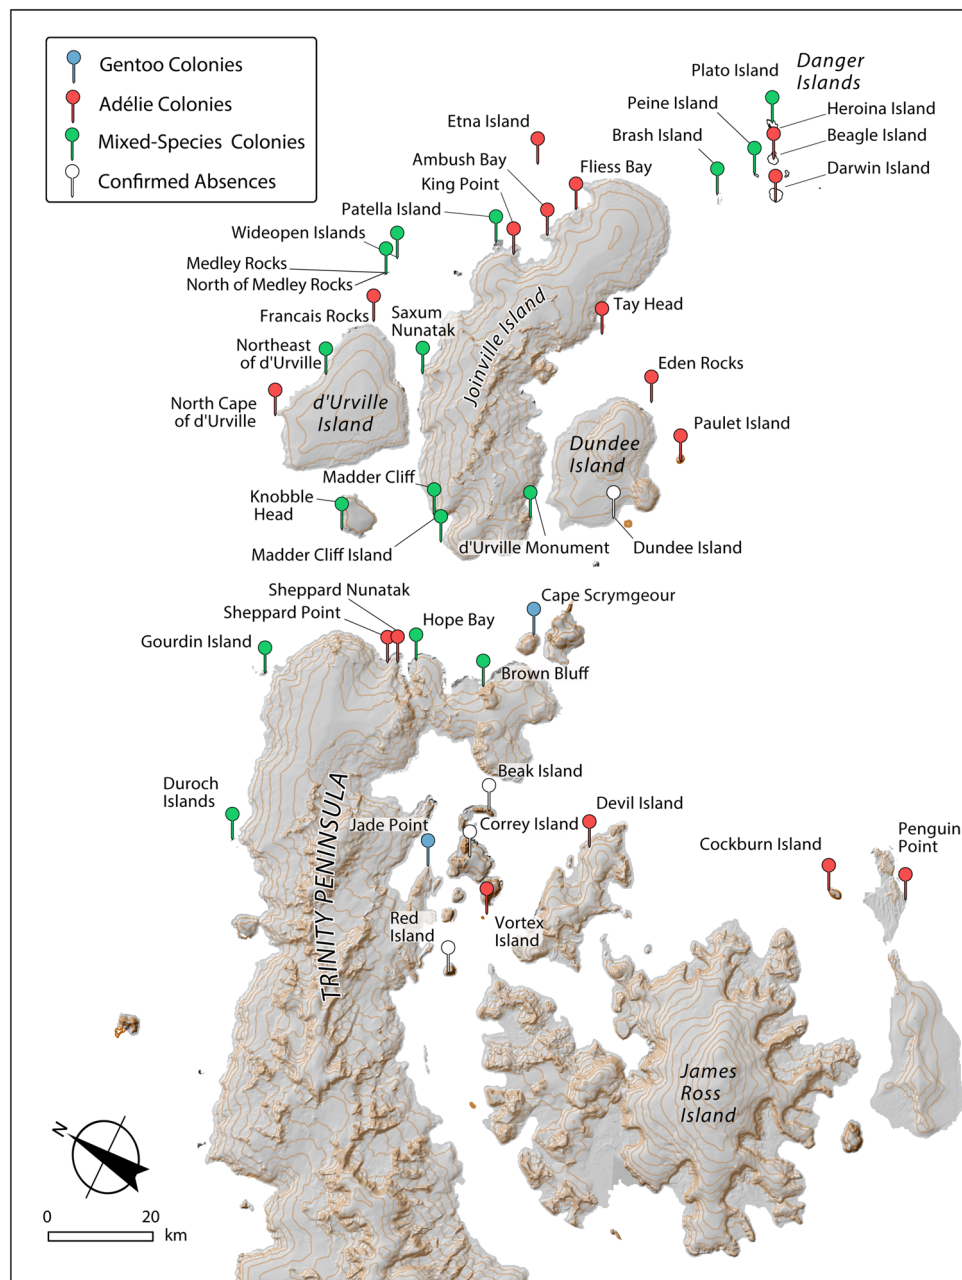 Gentoo Colonies
Adélie Colonies
Mixed-Species Colonies
Confirmed Absences
Danger
Islands
Plato Island
Heroina Island
Peine Island
Beagle Island
Brash Island
Darwin Island
Etna Island
Ambush Bay
Fliess Bay
King Point
Patella Island
Wideopen Islands
Medley Rocks
North of Medley Rocks
Francais Rocks
Saxum
Nunatak
Tay Head
Joinville Island
Northeast
of d'Urville
North Cape
of d'Urville
d'Urville
Island
Eden Rocks
Paulet Island
Dundee
Island
Madder Cliff
Knobble
Head
Madder Cliff Island
d'Urville Monument
Dundee Island
Sheppard Nunatak
Sheppard Point
Hope Bay
Cape Scrymgeour
Gourdin Island
Brown Bluff
Beak Island
Duroch
Islands
Jade Point
Correy Island
Devil Island
Cockburn Island
Penguin
Point
TRINITY PENINSULA
Red
Island
Vortex
Island
James
Ross
Island
N
0 20
km